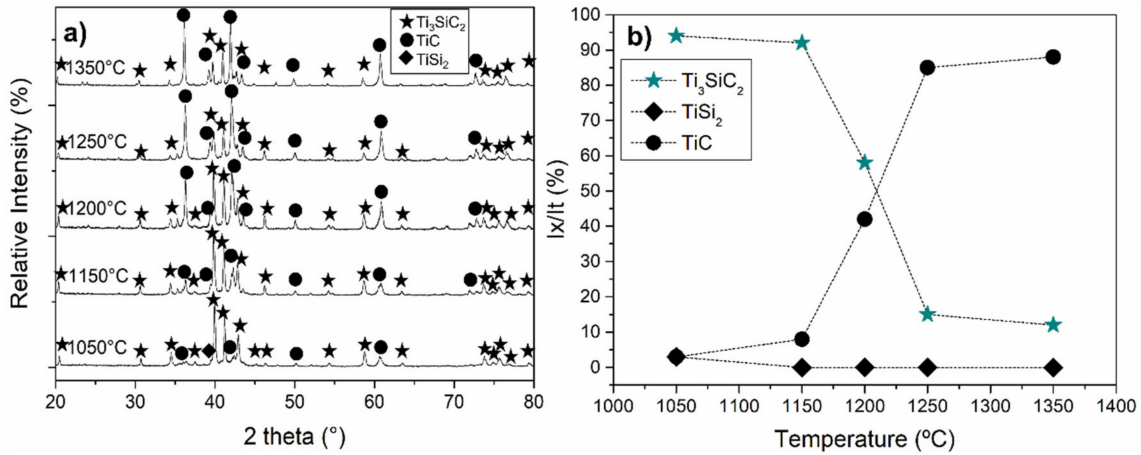 a)
Ti3SiC2
TiC
TiSi2
1350°C
1250°C
1200°C
1150°C
1050°C
Relative Intensity (%)
20 30 40 50 60 70 80
2 theta (°)
b)
Ti3SiC2
TiSi2
TiC
100
90
80
70
60
50
40
30
20
10
0
Ix/It (%)
1000 1050 1100 1150 1200 1250 1300 1350 1400
Temperature (ºC)